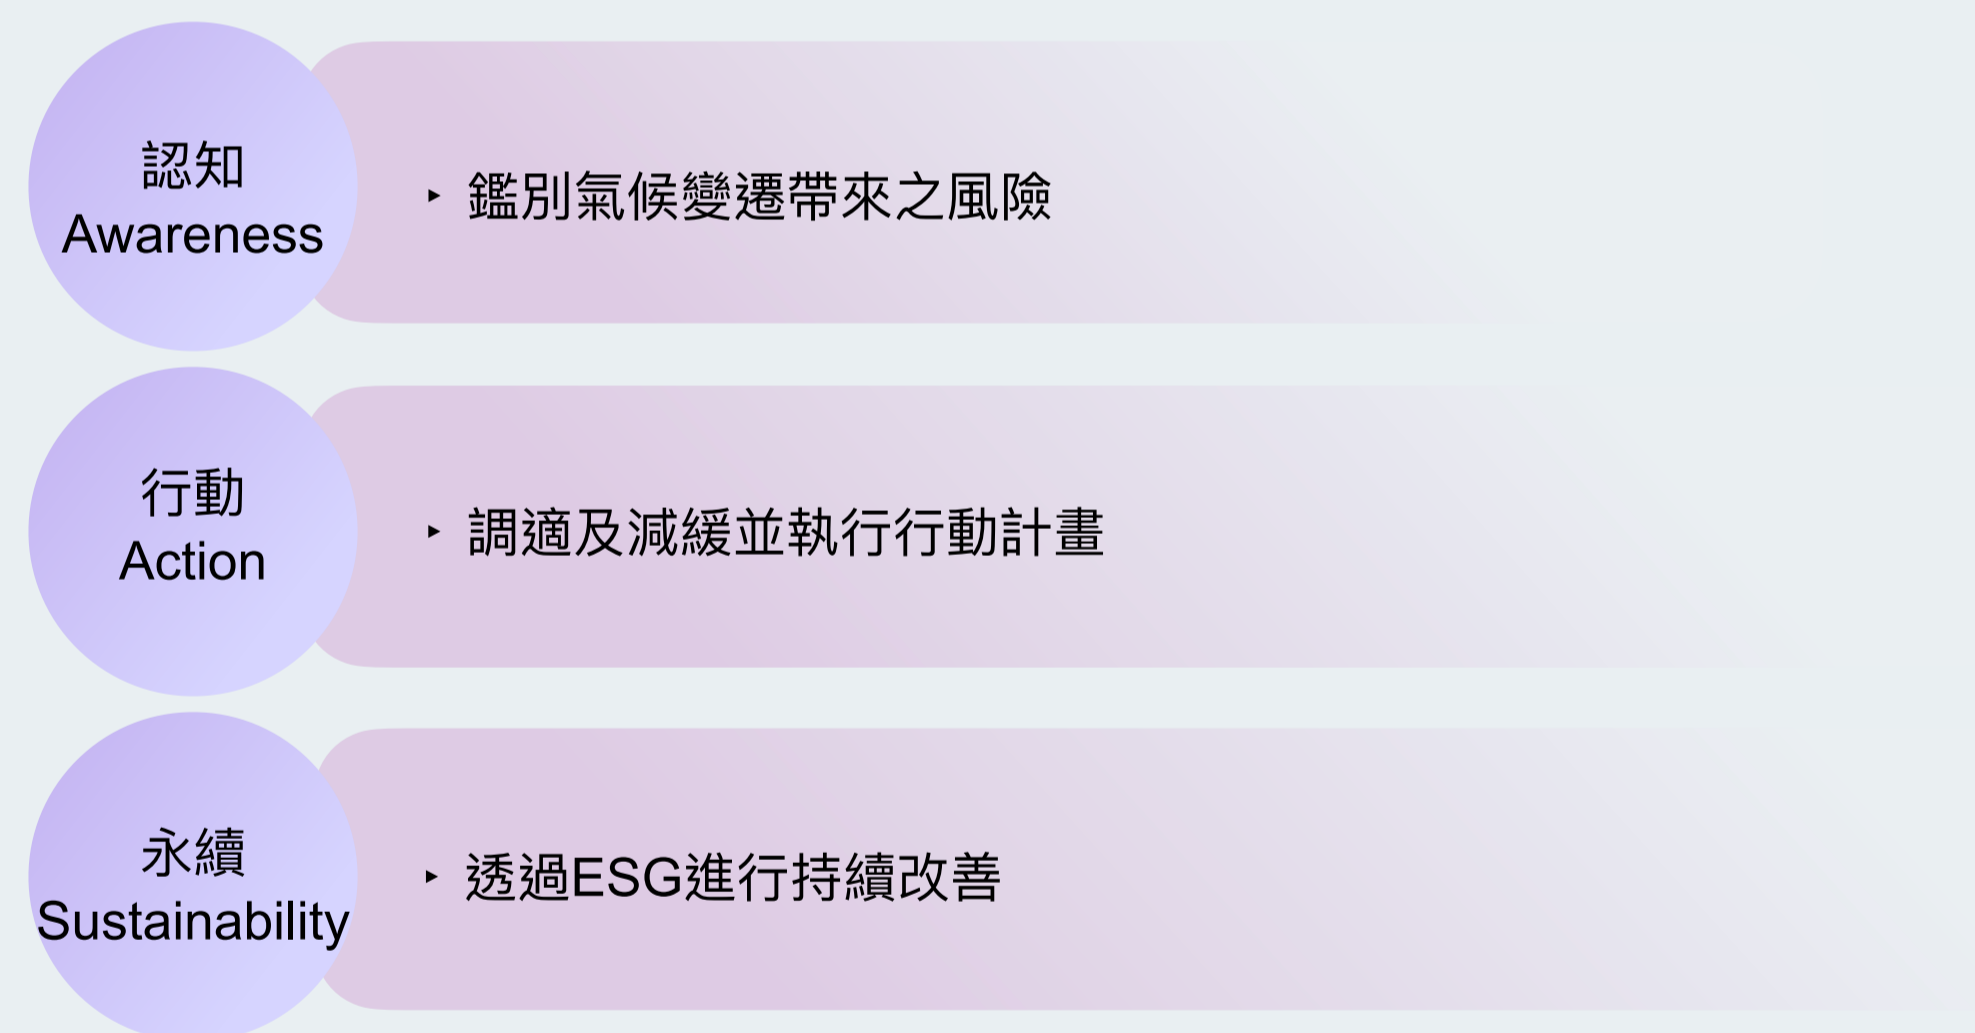 認知
Awareness
‣ 鑑別氣候變遷帶來之風險
行動
Action
‣ 調適及減緩並執行行動計畫
永續
Sustainability
‣ 透過ESG進行持續改善